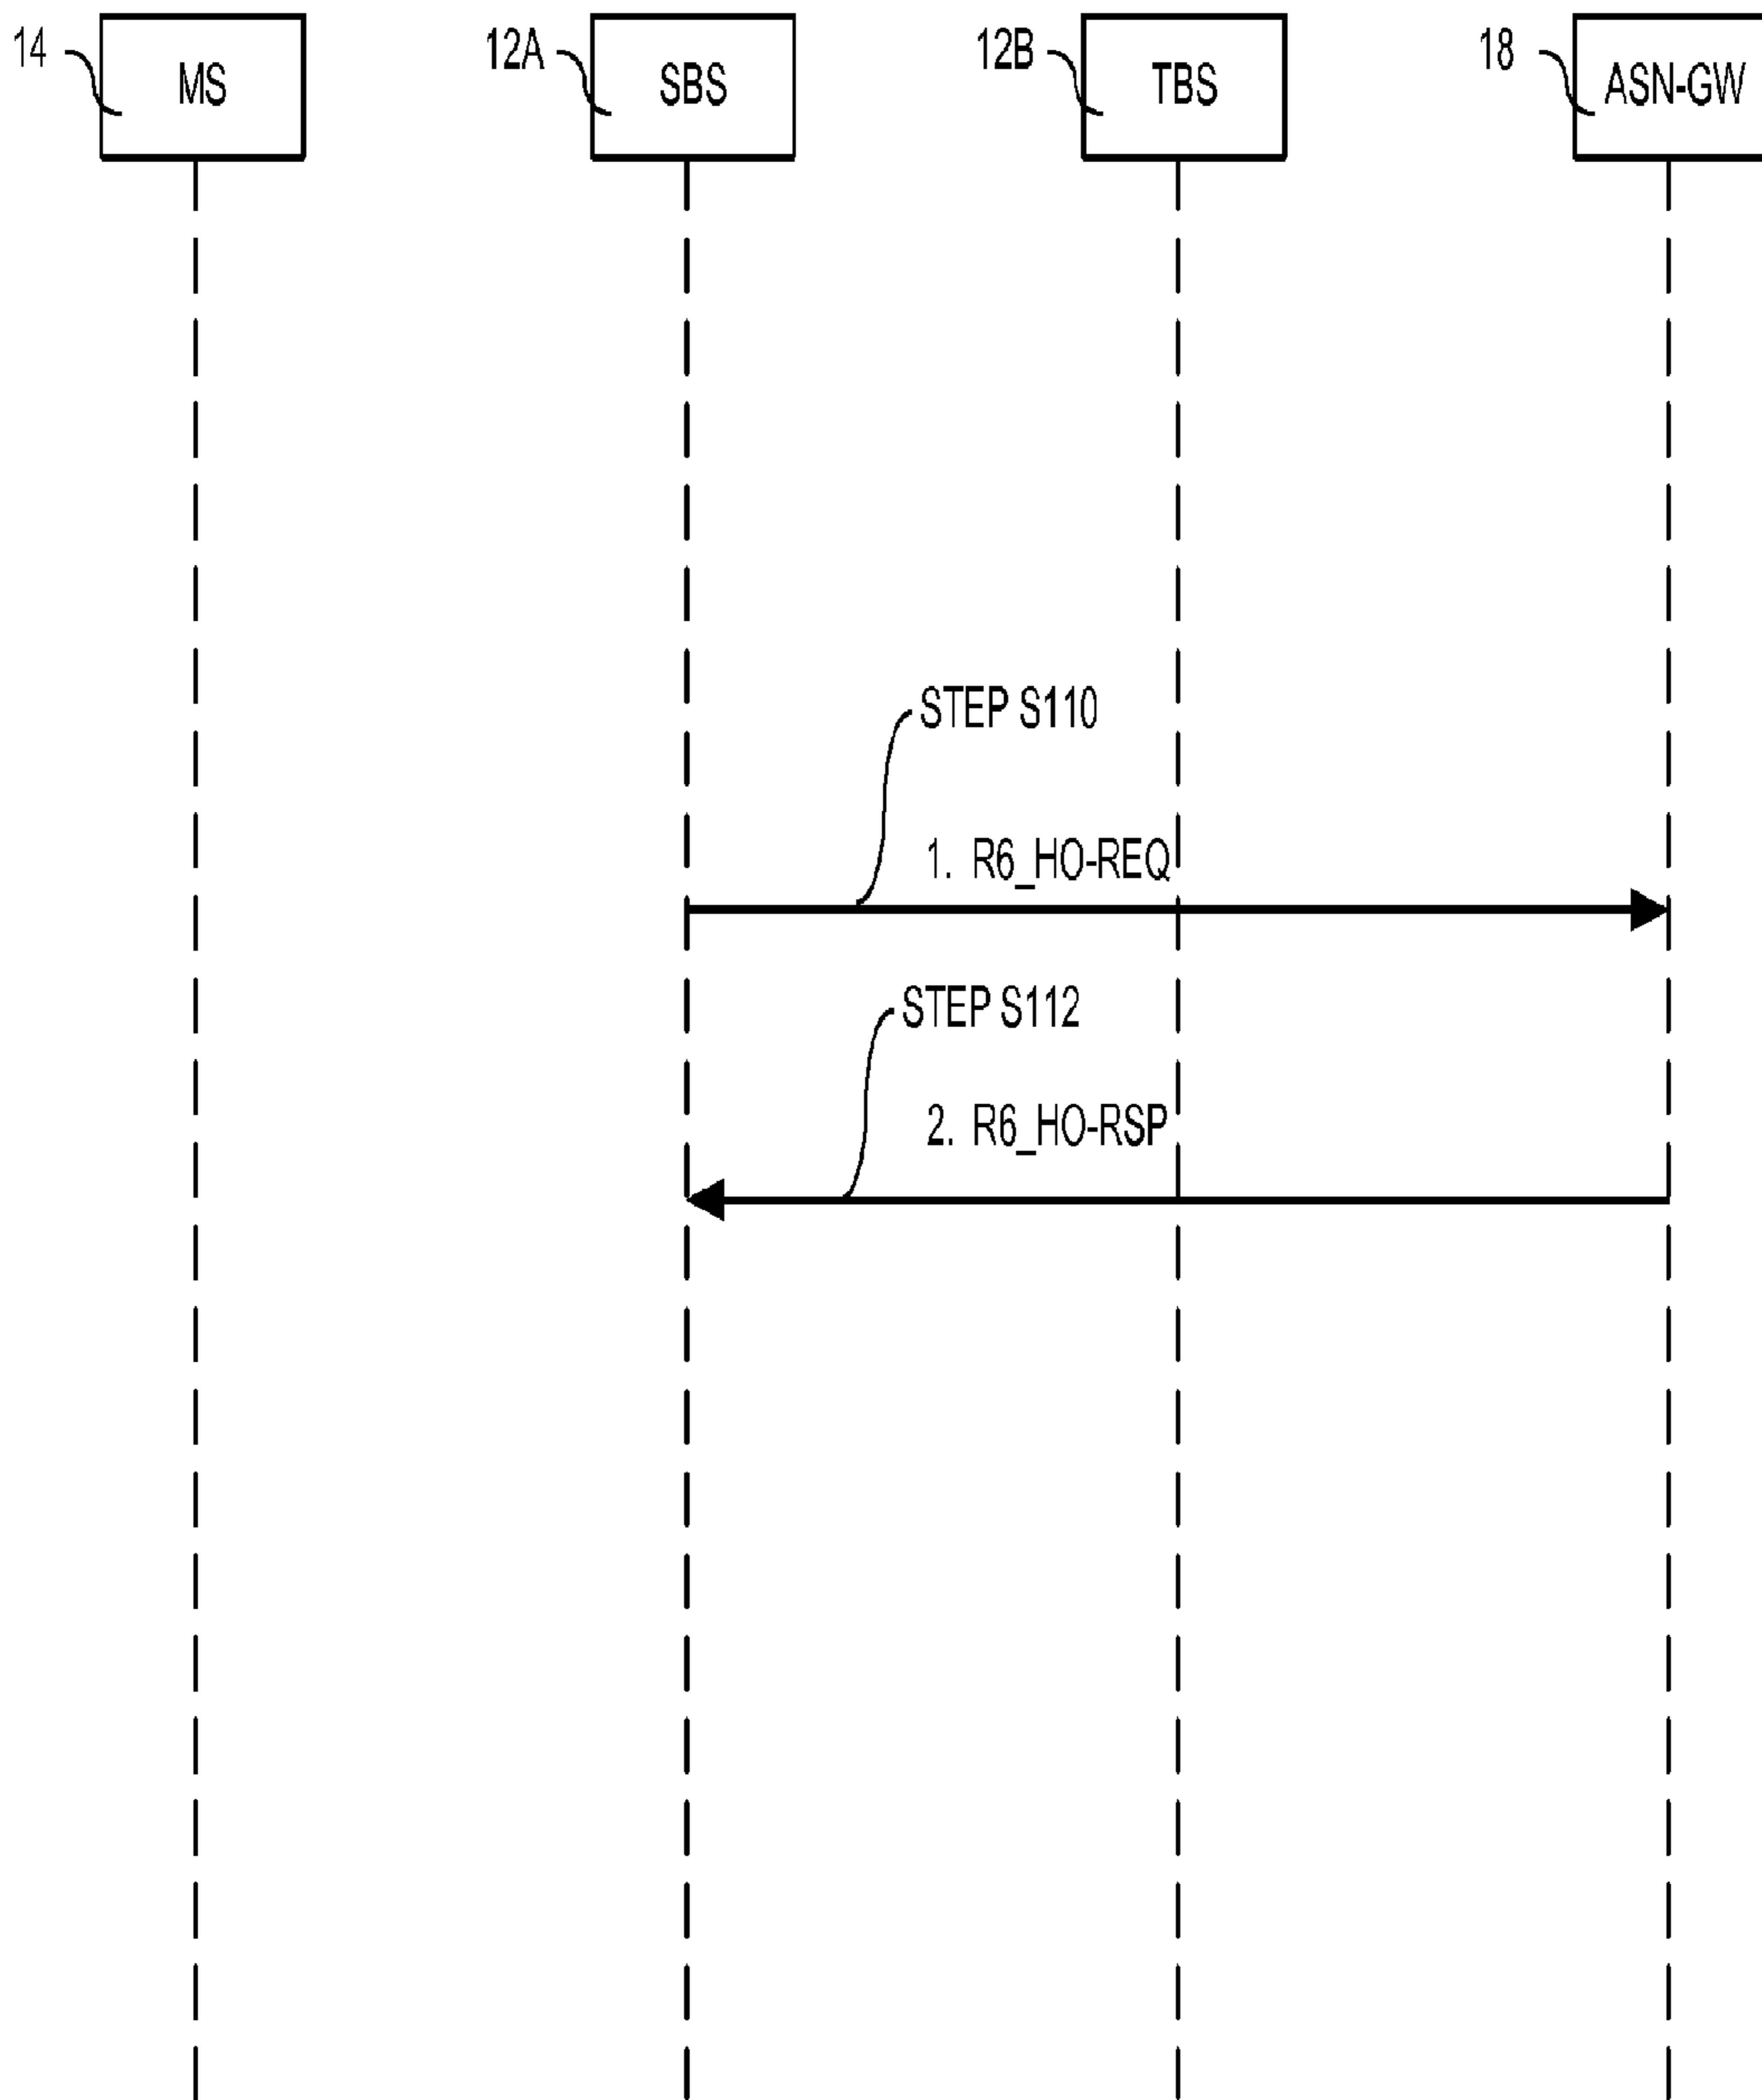 14
MS
12A
SBS
12B
TBS
18
ASN-GW
STEP S110
1. R6_HO-REQ
STEP S112
2. R6_HO-RSP